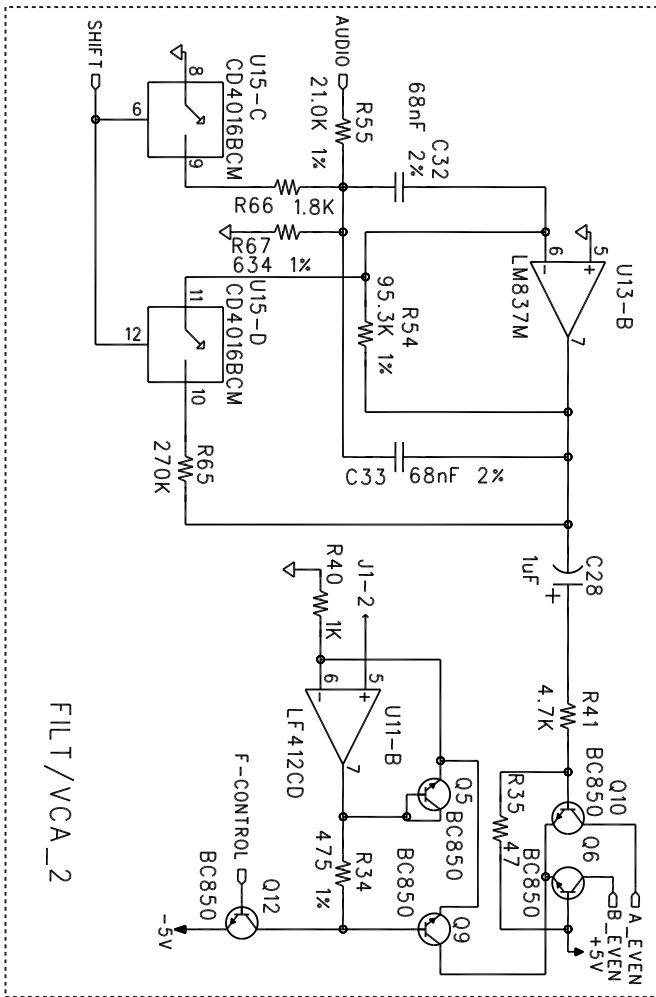 SHIFT
U15-C
CD4016BCM
8
6
9
AUDIO
R55
21.0K 1%
R66 1.8K
R67
634 1%
U15-D
CD4016BCM
11
12
10
68nF 2%
C32
R54
95.3K 1%
5
+
6
-
U13-B
LM837M
7
R65
270K
C33 68nF 2%
C28
1uF
+
R41
4.7K
R40
1K
J1-2
5
+
6
-
U11-B
LF412CD
7
Q5
BC850
R34
475 1%
F-CONTROL
Q12
BC850
-5V
Q9
BC850
Q10
BC850
R35
47
Q6
BC850
A_EVEN
B_EVEN
+5V
FILT/VCA_2